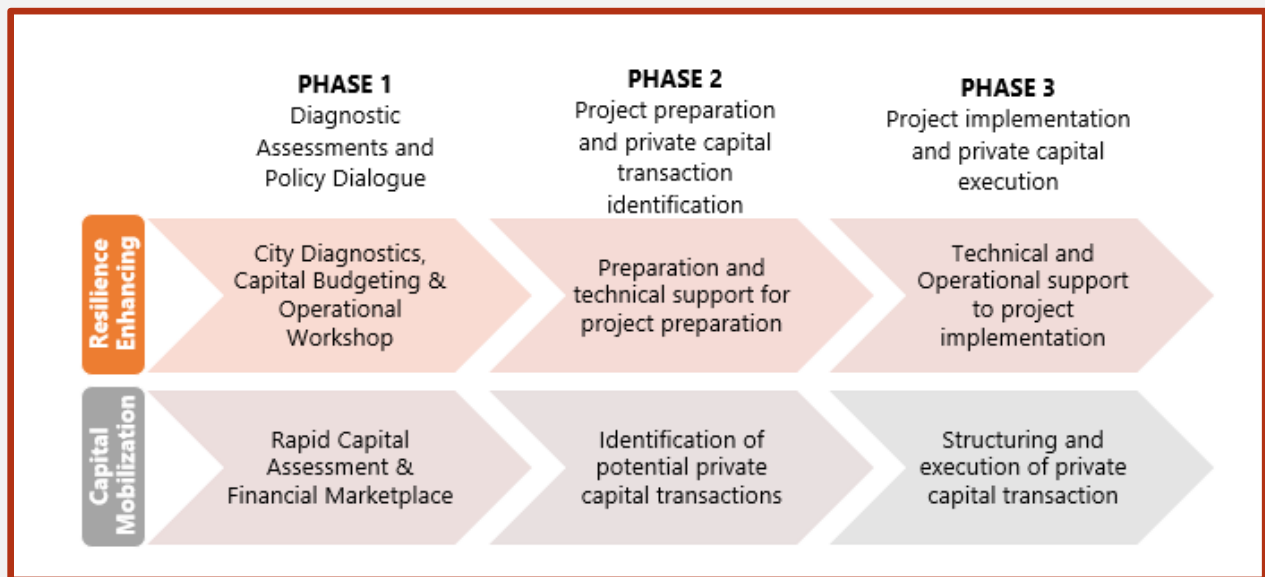 PHASE 1
Diagnostic
Assessments and
Policy Dialogue
PHASE 2
Project preparation
and private capital
transaction
identification
PHASE 3
Project implementation
and private capital
execution
Resilience
Enhancing
City Diagnostics,
Capital Budgeting &
Operational
Workshop
Preparation and
technical support for
project preparation
Technical and
Operational support
to project
implementation
Capital
Mobilization
Rapid Capital
Assessment &
Financial Marketplace
Identification of
potential private
capital transactions
Structuring and
execution of private
capital transaction